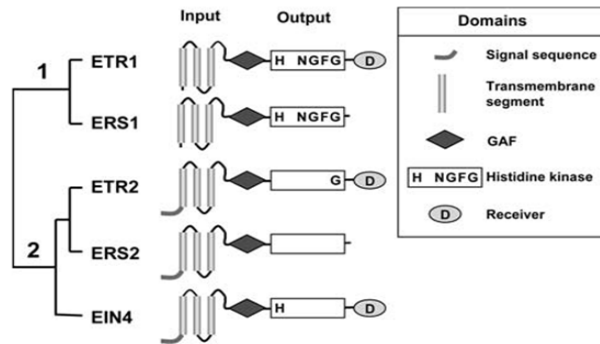 Input Output
1 ETR1 H NGFG D
ERS1 H NGFG
ETR2 G D
2 ERS2
EIN4 H D
Domains
Signal sequence
Transmembrane
segment
GAF
H NGFG Histidine kinase
D Receiver